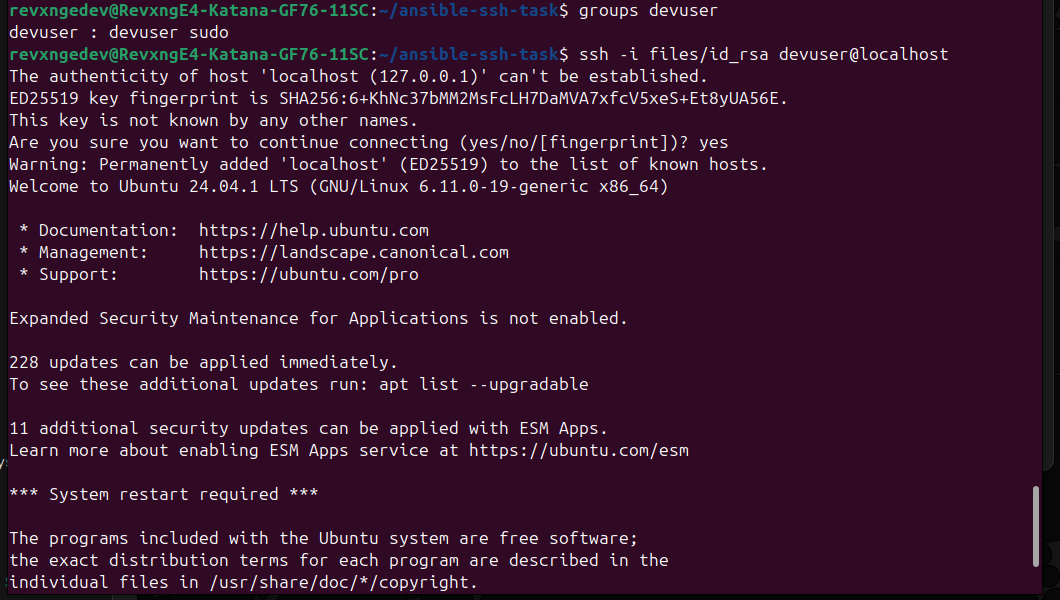 revxngedev@RevxngE4-Katana-GF76-11SC:~/ansible-ssh-task$ groups devuser
devuser : devuser sudo
revxngedev@RevxngE4-Katana-GF76-11SC:~/ansible-ssh-task$ ssh -i files/id_rsa devuser@localhost
The authenticity of host 'localhost (127.0.0.1)' can't be established.
ED25519 key fingerprint is SHA256:6+KhNc37bMM2MsFcLH7DaMVA7xfcV5xeS+Et8yUA56E.
This key is not known by any other names.
Are you sure you want to continue connecting (yes/no/[fingerprint])? yes
Warning: Permanently added 'localhost' (ED25519) to the list of known hosts.
Welcome to Ubuntu 24.04.1 LTS (GNU/Linux 6.11.0-19-generic x86_64)

 * Documentation:  https://help.ubuntu.com
 * Management:     https://landscape.canonical.com
 * Support:        https://ubuntu.com/pro

Expanded Security Maintenance for Applications is not enabled.

228 updates can be applied immediately.
To see these additional updates run: apt list --upgradable

11 additional security updates can be applied with ESM Apps.
Learn more about enabling ESM Apps service at https://ubuntu.com/esm

*** System restart required ***

The programs included with the Ubuntu system are free software;
the exact distribution terms for each program are described in the
individual files in /usr/share/doc/*/copyright.